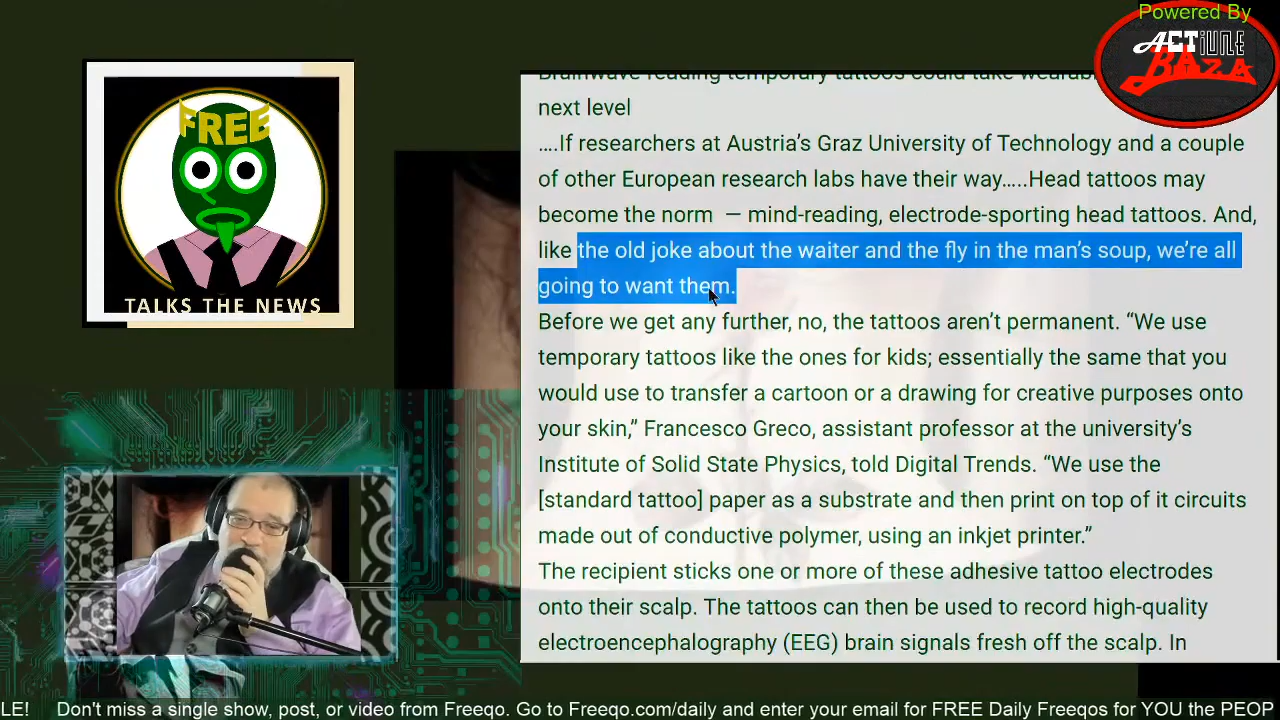 Powered By
ACTiUNE
BAZA
FREE
TALKS THE NEWS
Brainwave reading temporary tattoos could take
next level
….If researchers at Austria’s Graz University of Technology and a couple
of other European research labs have their way…..Head tattoos may
become the norm — mind-reading, electrode-sporting head tattoos. And,
like the old joke about the waiter and the fly in the man’s soup, we’re all
going to want them.
Before we get any further, no, the tattoos aren’t permanent. “We use
temporary tattoos like the ones for kids; essentially the same that you
would use to transfer a cartoon or a drawing for creative purposes onto
your skin,” Francesco Greco, assistant professor at the university’s
Institute of Solid State Physics, told Digital Trends. “We use the
[standard tattoo] paper as a substrate and then print on top of it circuits
made out of conductive polymer, using an inkjet printer.”
The recipient sticks one or more of these adhesive tattoo electrodes
onto their scalp. The tattoos can then be used to record high-quality
electroencephalography (EEG) brain signals fresh off the scalp. In
LE! Don't miss a single show, post, or video from Freeqo. Go to Freeqo.com/daily and enter your email for FREE Daily Freeqos for YOU the PEOP